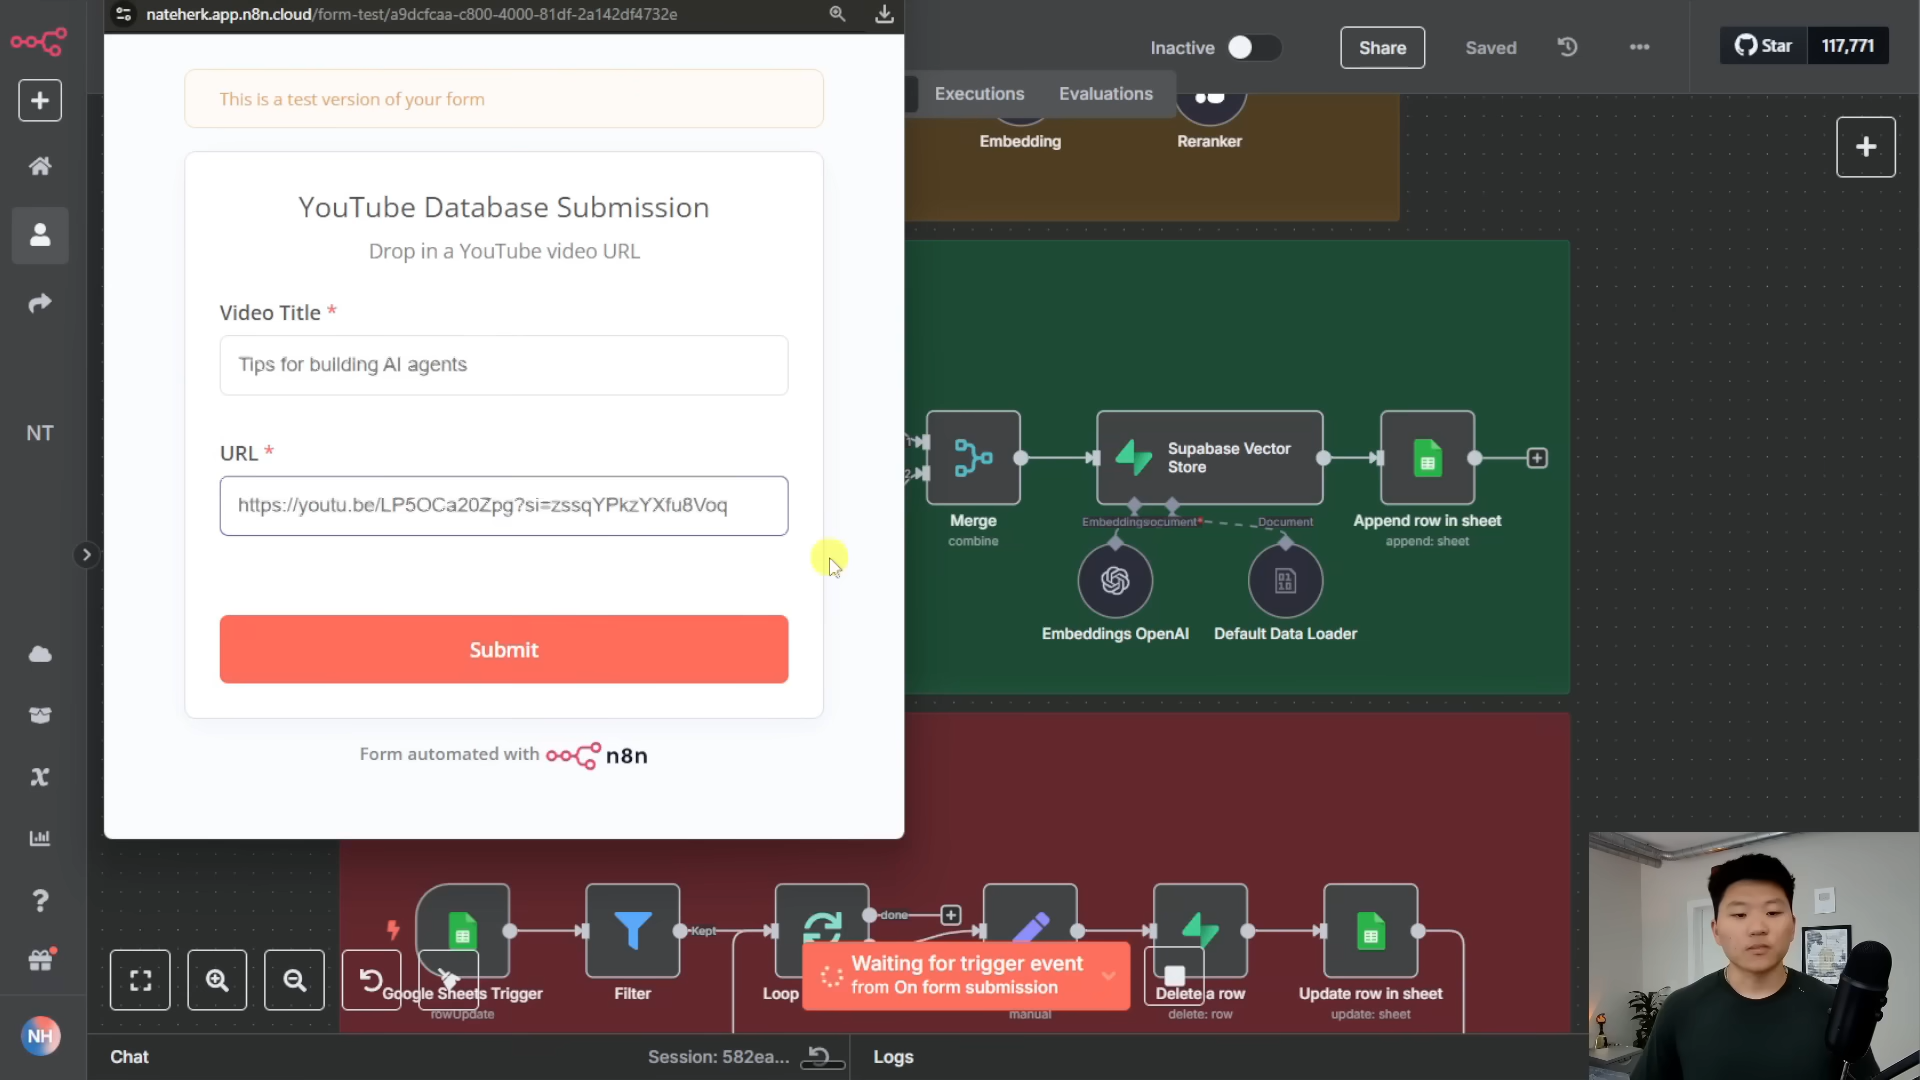 nateherk.app.n8n.cloud/form-test/a9dcfcaa-c800-4000-81df-2a142df4732e
Inactive
Share
Saved
Star
117,771
Executions
Evaluations
This is a test version of your form
Embedding
Reranker
YouTube Database Submission
Drop in a YouTube video URL
Video Title *
Tips for building AI agents
URL *
https://youtu.be/LP5OCa20Zpg?si=zssqYPkzYXfu8Voq
Submit
Form automated with n8n
NT
Supabase Vector
Store
Merge
combine
Append row in sheet
append: sheet
Document
Embeddings OpenAI
Default Data Loader
Kept
done
Google Sheets Trigger
rowUpdate
Filter
Loop
manual
Waiting for trigger event
from On form submission
Delete a row
delete: row
Update row in sheet
update: sheet
NH
Chat
Session: 582ea...
Logs